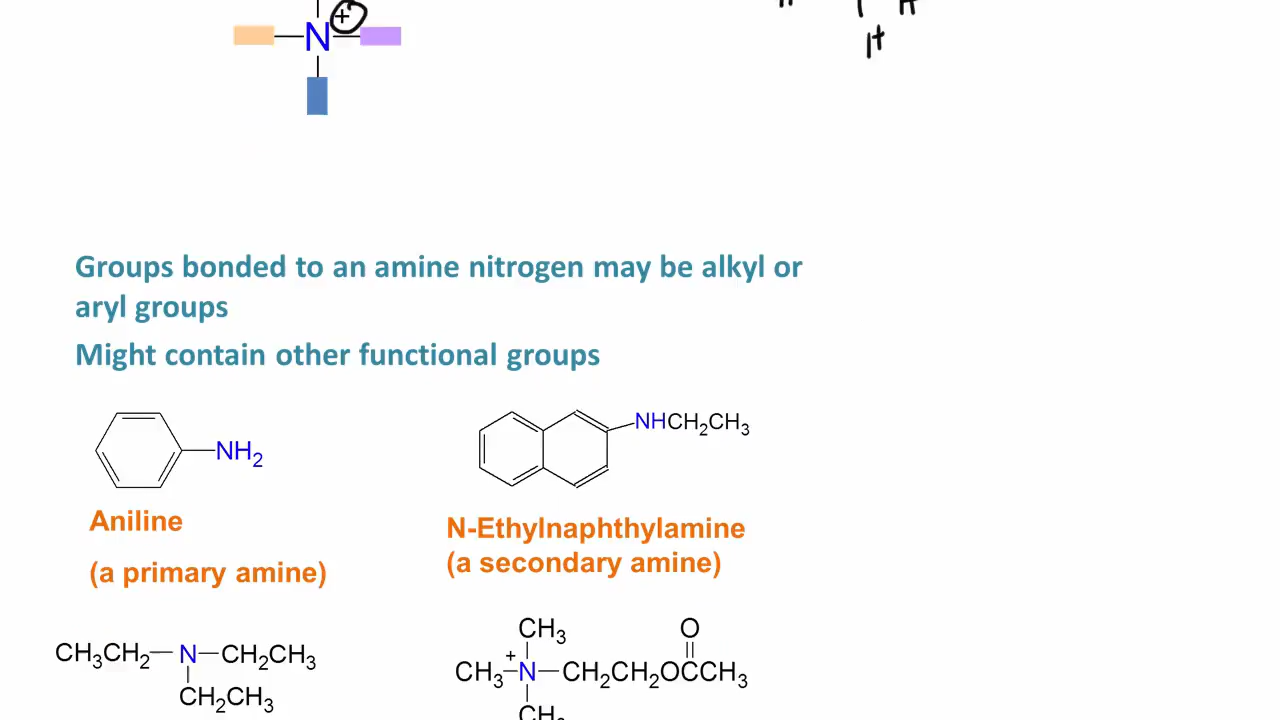 +
N
H
H
H
Groups bonded to an amine nitrogen may be alkyl or
aryl groups
Might contain other functional groups
NH2
NHCH2CH3
Aniline
(a primary amine)
N-Ethylnaphthylamine
(a secondary amine)
CH3CH2 N CH2CH3
CH2CH3
CH3 O
CH3 +N CH2CH2OCCH3
CH3